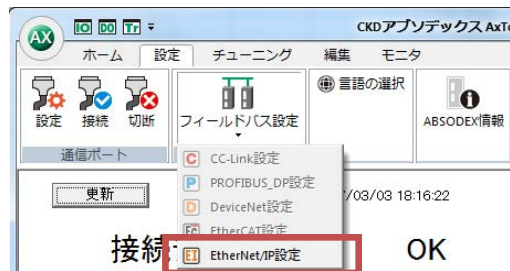 AX IO DO Tr CKDアブソデックス AxTo
ホーム 設定 チューニング 編集 モニタ
設定 接続 切断 フィールドバス設定 言語の選択 ABSODEX情報
通信ポート
C CC-Link設定
P PROFIBUS_DP設定
更新 /03/03 18:16:22
D DeviceNet設定
EC EtherCAT設定
接続 OK
EI EtherNet/IP設定